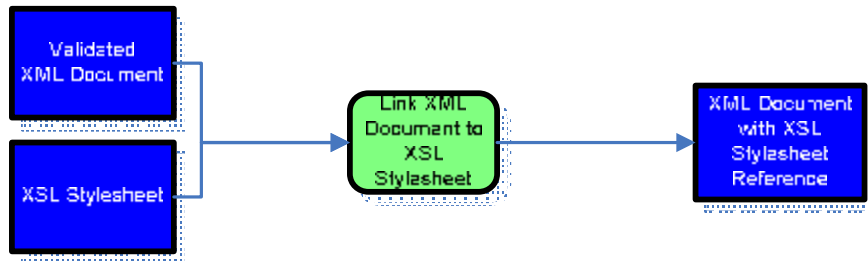 Validated
XML Document
XSL Stylesheet
Link XML
Document to
XSL
Stylesheet
XML Document
with XSL
Stylesheet
Reference